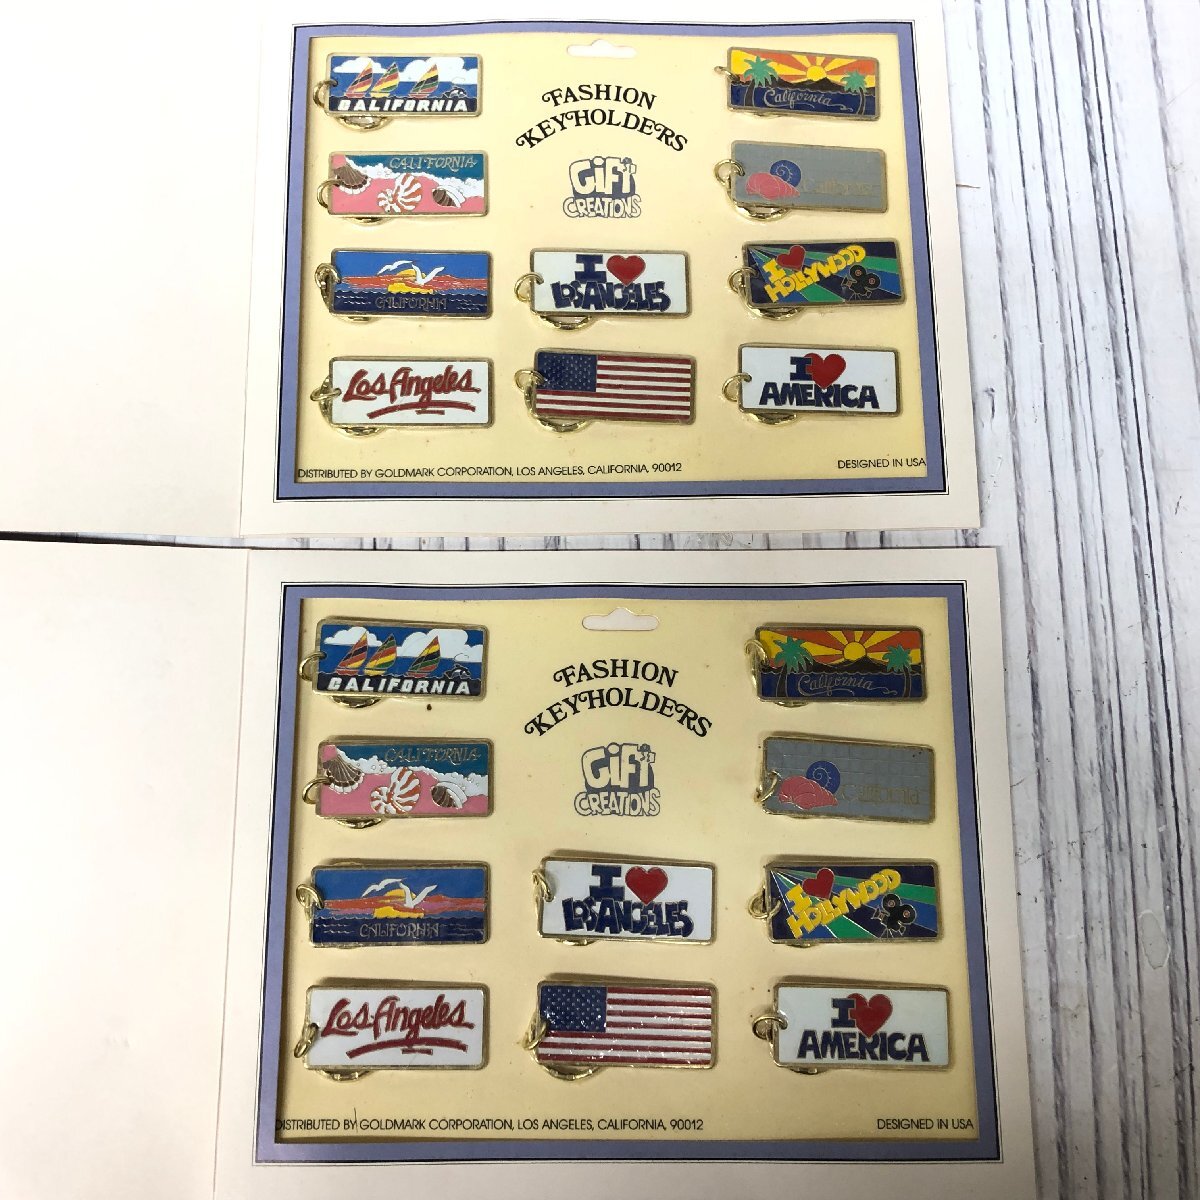 FASHION
KEYHOLDERS
GIFT
CREATIONS
CALIFORNIA
California
CALIFORNIA
California
CALIFORNIA
I
LOS ANGELES
I
HOLLYWOOD
Los Angeles
I
AMERICA
DISTRIBUTED BY GOLDMARK CORPORATION, LOS ANGELES, CALIFORNIA, 90012
DESIGNED IN USA
FASHION
KEYHOLDERS
GIFT
CREATIONS
CALIFORNIA
California
CALIFORNIA
California
CALIFORNIA
I
LOS ANGELES
I
HOLLYWOOD
Los Angeles
I
AMERICA
DISTRIBUTED BY GOLDMARK CORPORATION, LOS ANGELES, CALIFORNIA, 90012
DESIGNED IN USA